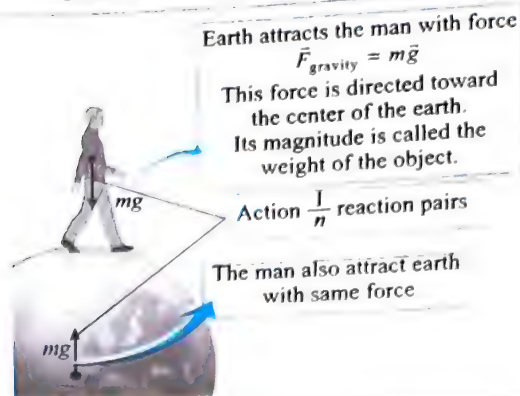 Earth attracts the man with force
F⃗gravity = mg⃗
This force is directed toward
the center of the earth.
Its magnitude is called the
weight of the object.
mg
Action I/n reaction pairs
The man also attract earth
with same force
mg